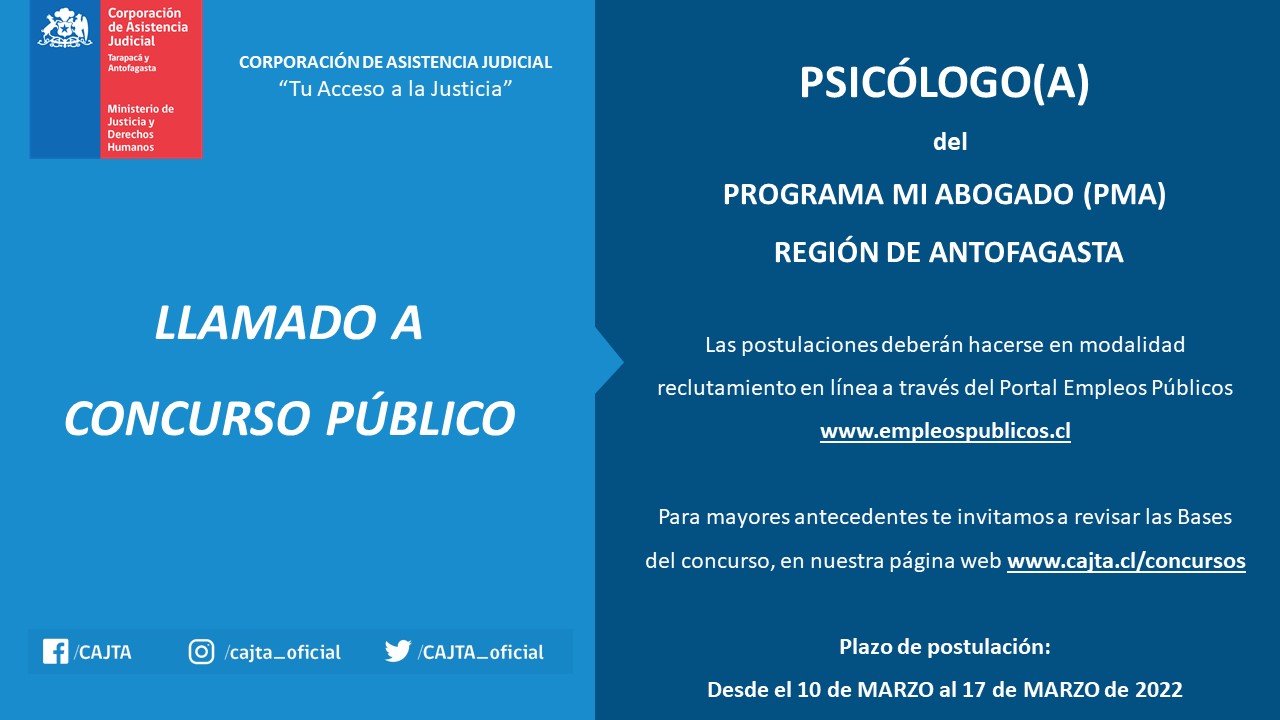 Corporación
de Asistencia
Judicial
Tarapacá y
Antofagasta
Ministerio de
Justicia y
Derechos
Humanos
CORPORACIÓN DE ASISTENCIA JUDICIAL
“Tu Acceso a la Justicia”
LLAMADO A
CONCURSO PÚBLICO
/CAJTA
/cajta_oficial
/CAJTA_oficial
PSICÓLOGO(A)
del
PROGRAMA MI ABOGADO (PMA)
REGIÓN DE ANTOFAGASTA
Las postulaciones deberán hacerse en modalidad
reclutamiento en línea a través del Portal Empleos Públicos
www.empleospublicos.cl
Para mayores antecedentes te invitamos a revisar las Bases
del concurso, en nuestra página web www.cajta.cl/concursos
Plazo de postulación:
Desde el 10 de MARZO al 17 de MARZO de 2022